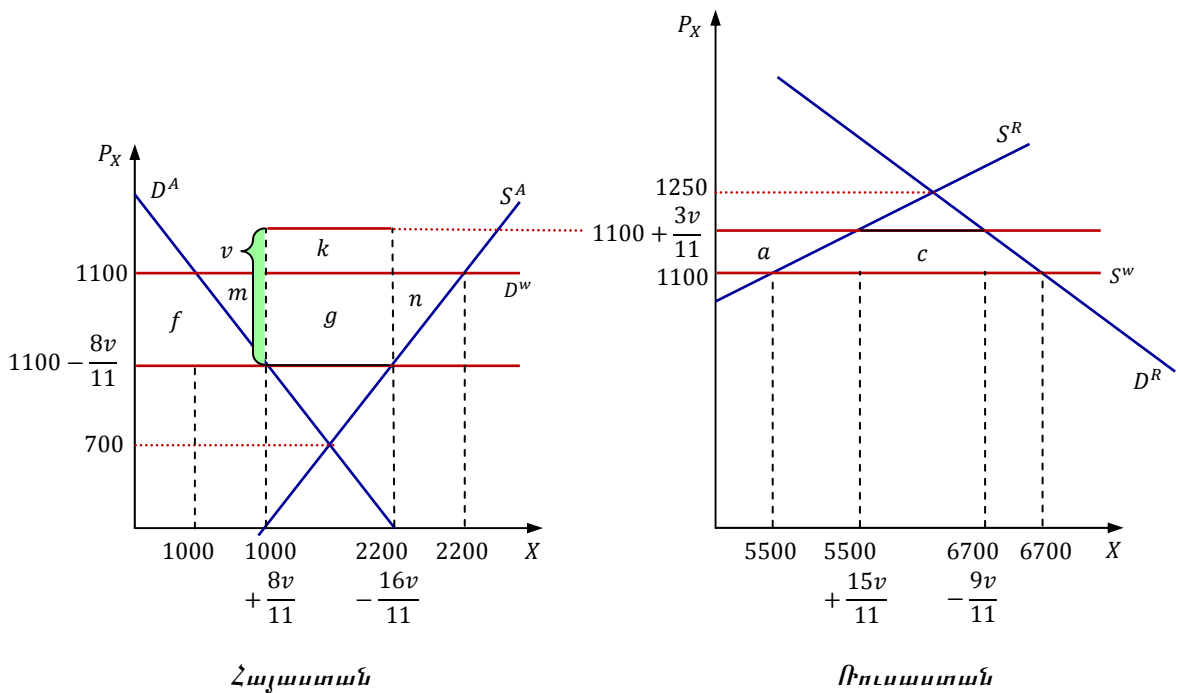 P_X
D^A
S^A
v
k
1100
D^w
m
n
f
g
1100 − 8v/11
700
1000
1000
2200
2200
X
+ 8v/11
− 16v/11
Հայաստան
P_X
S^R
1250
1100 + 3v/11
a
c
1100
S^w
D^R
5500
5500
6700
6700
X
+ 15v/11
− 9v/11
Ռուսաստան